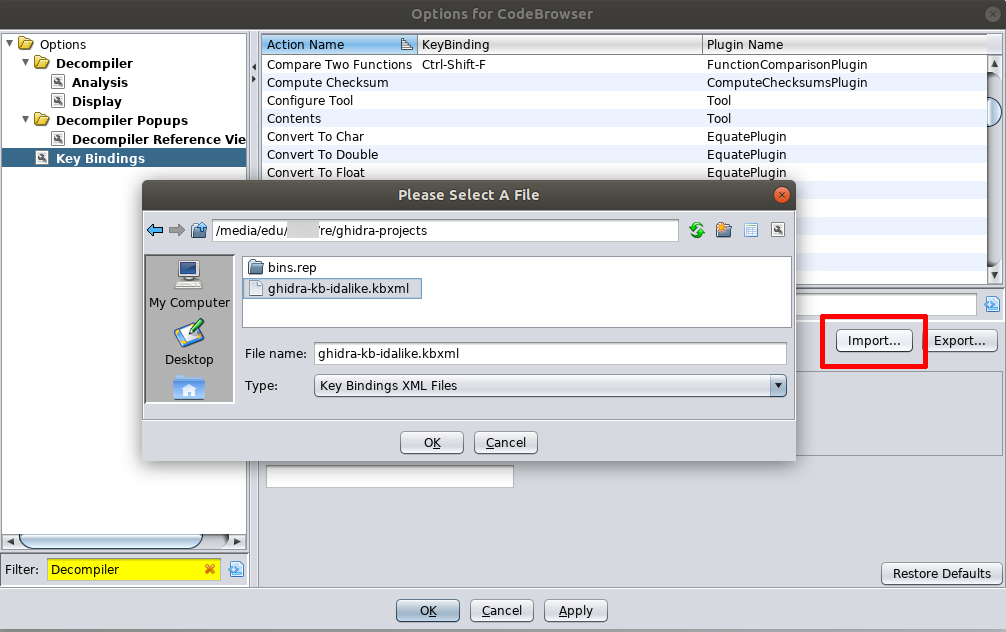 Options for CodeBrowser
Options
Decompiler
Analysis
Display
Decompiler Popups
Decompiler Reference Vie
Key Bindings
Action Name KeyBinding Plugin Name
Compare Two Functions Ctrl-Shift-F FunctionComparisonPlugin
Compute Checksum ComputeChecksumsPlugin
Configure Tool Tool
Contents Tool
Convert To Char EquatePlugin
Convert To Double EquatePlugin
Convert To Float EquatePlugin
Please Select A File
/media/edu/ /re/ghidra-projects
My Computer
Desktop
bins.rep
ghidra-kb-idalike.kbxml
File name: ghidra-kb-idalike.kbxml
Type: Key Bindings XML Files
OK Cancel
Import... Export...
Filter: Decompiler
Restore Defaults
OK Cancel Apply